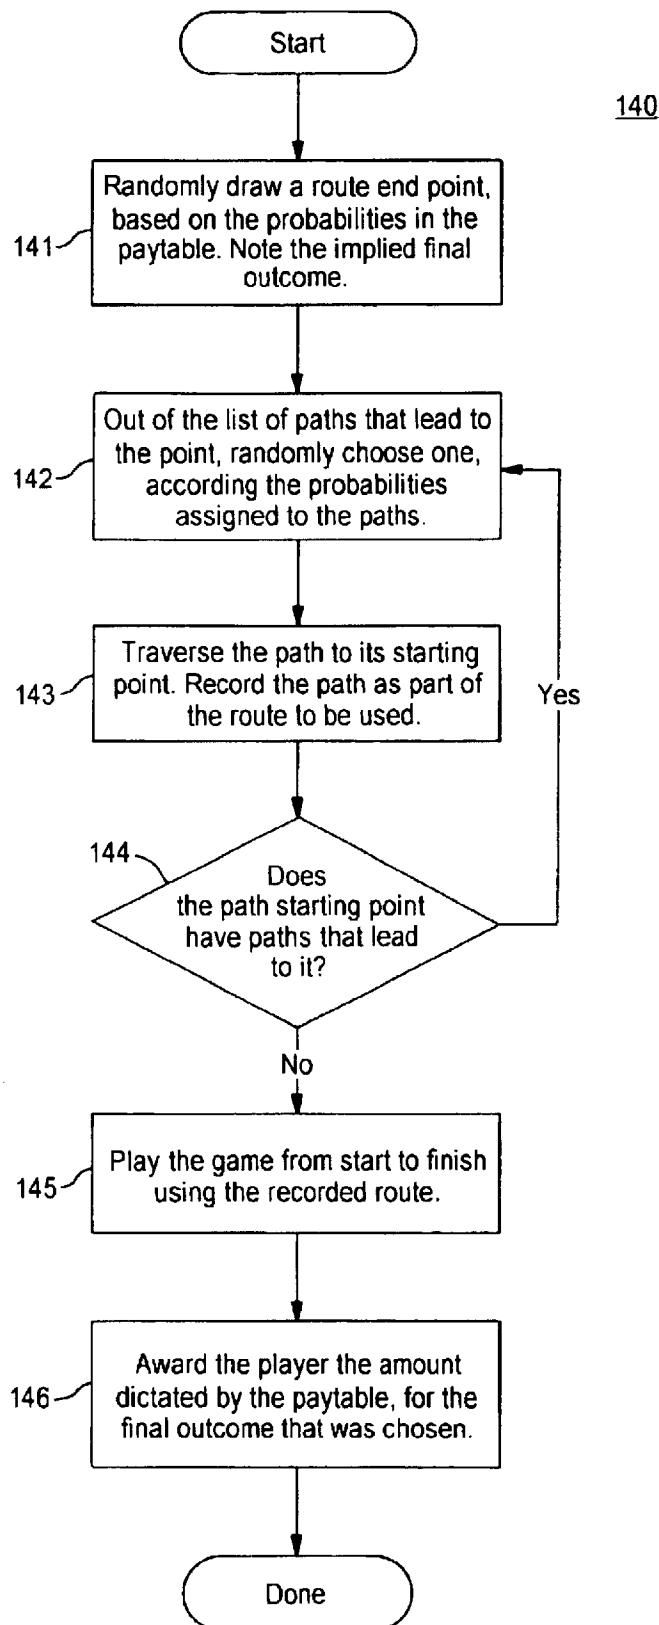 Start
140
Randomly draw a route end point,
based on the probabilities in the
paytable. Note the implied final
outcome.
141
Out of the list of paths that lead to
the point, randomly choose one,
according the probabilities
assigned to the paths.
142
Traverse the path to its starting
point. Record the path as part of
the route to be used.
143
Yes
144
Does
the path starting point
have paths that lead
to it?
No
Play the game from start to finish
using the recorded route.
145
Award the player the amount
dictated by the paytable, for the
final outcome that was chosen.
146
Done